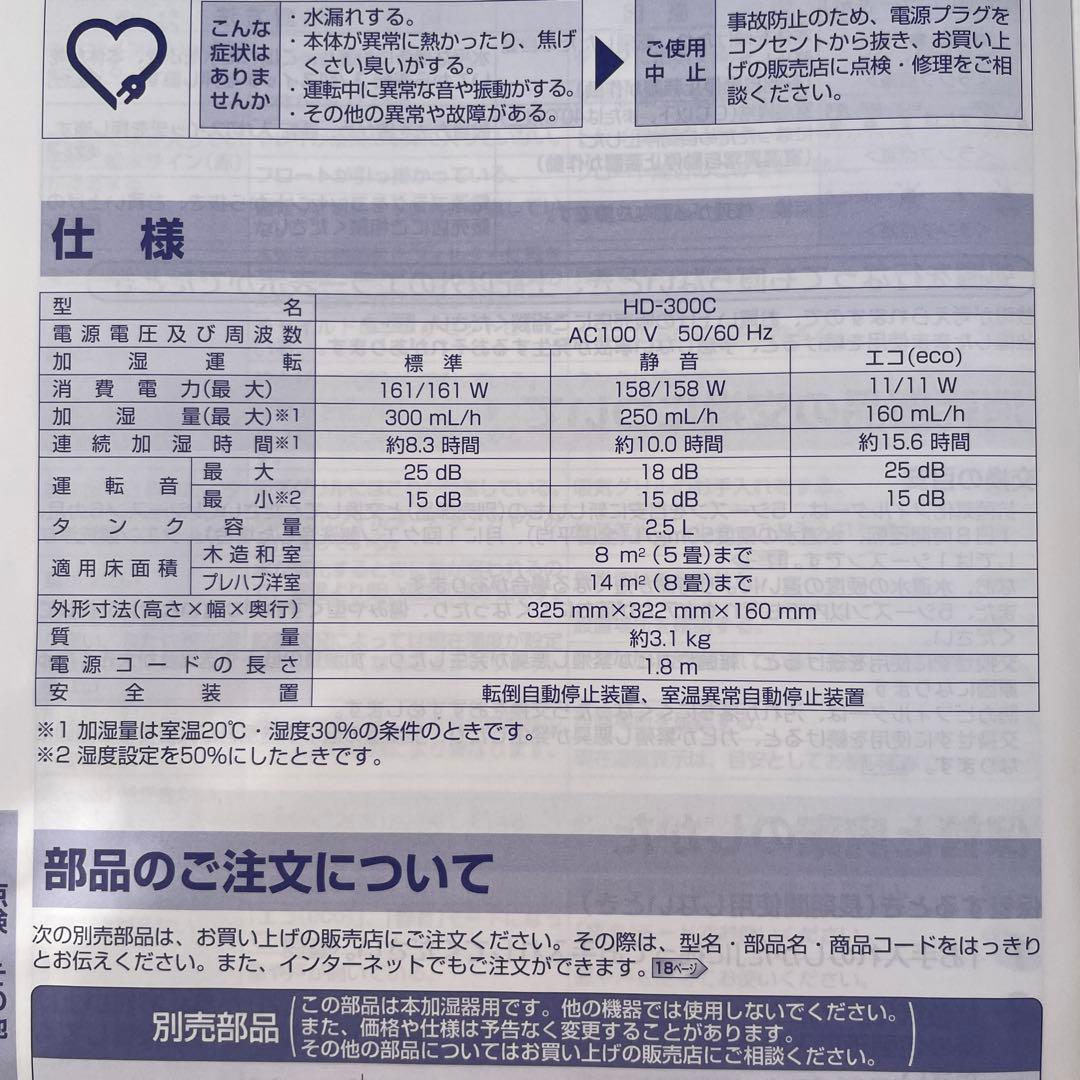 こんな
症状は
ありま
せんか
・水漏れする。
・本体が異常に熱かったり、焦げ
くさい臭いがする。
・運転中に異常な音や振動がする。
・その他の異常や故障がある。
ご使用
中 止
事故防止のため、電源プラグを
コンセントから抜き、お買い上
げの販売店に点検・修理をご相
談ください。
仕 様
型 名 HD-300C
電源電圧及び周波数 AC100 V 50/60 Hz
加湿運転 標準 静音 エコ(eco)
消費電力(最大) 161/161 W 158/158 W 11/11 W
加湿量(最大)※1 300 mL/h 250 mL/h 160 mL/h
連続加湿時間※1 約8.3 時間 約10.0 時間 約15.6 時間
運転音 最大 25 dB 18 dB 25 dB
最小※2 15 dB 15 dB 15 dB
タンク容量 2.5 L
適用床面積 木造和室 8 m²(5 畳)まで
プレハブ洋室 14 m²(8 畳)まで
外形寸法(高さ×幅×奥行) 325 mm×322 mm×160 mm
質量 約3.1 kg
電源コードの長さ 1.8 m
安全装置 転倒自動停止装置、室温異常自動停止装置
※1 加湿量は室温20℃・湿度30%の条件のときです。
※2 湿度設定を50%にしたときです。
部品のご注文について
次の別売部品は、お買い上げの販売店にご注文ください。その際は、型名・部品名・商品コードをはっきり
とお伝えください。また、インターネットでもご注文ができます。18ページ
別売部品
この部品は本加湿器用です。他の機器では使用しないでください。
また、価格や仕様は予告なく変更することがあります。
その他の部品についてはお買い上げの販売店にご相談ください。
点検
その他